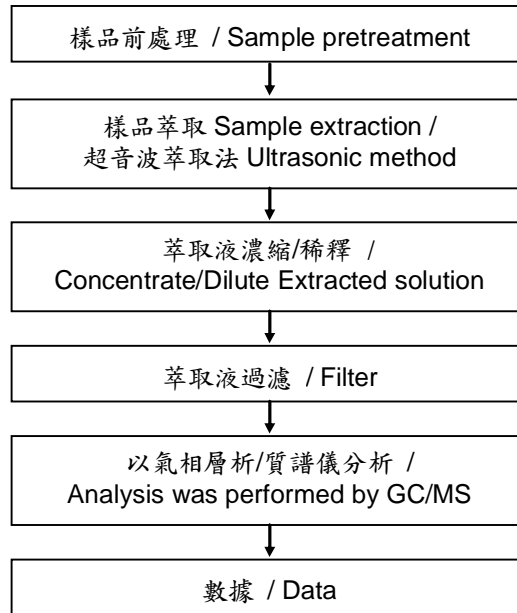 樣品前處理 / Sample pretreatment
樣品萃取 Sample extraction /
超音波萃取法 Ultrasonic method
萃取液濃縮/稀釋 /
Concentrate/Dilute Extracted solution
萃取液過濾 / Filter
以氣相層析/質譜儀分析 /
Analysis was performed by GC/MS
數據 / Data